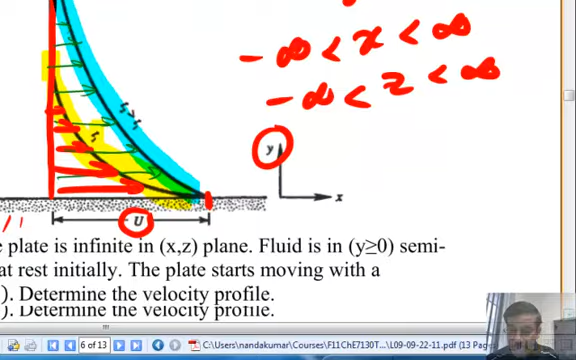 - ∞ < x < ∞
- ∞ < z < ∞
y
x
U
e plate is infinite in (x,z) plane. Fluid is in (y≥0) semi-
at rest initially. The plate starts moving with a
). Determine the velocity profile.
). Determine the velocity profile.
6 of 13
C:\Users\nandakumar\Courses\F11ChE7130T
L09-09-22-11.pdf (13 Pag